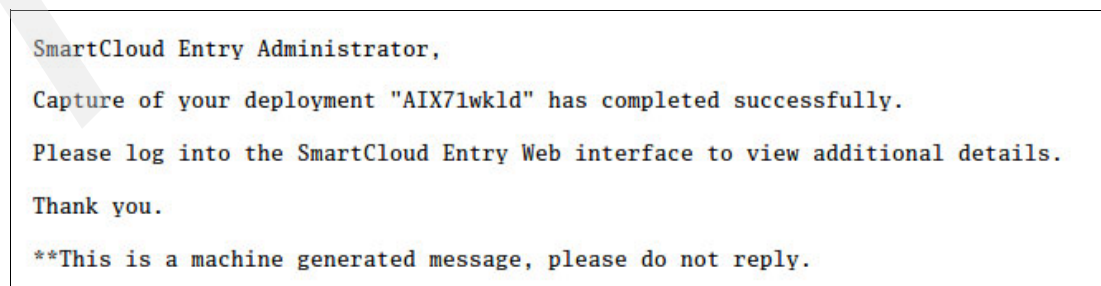 SmartCloud Entry Administrator,
Capture of your deployment "AIX71wkld" has completed successfully.
Please log into the SmartCloud Entry Web interface to view additional details.
Thank you.
**This is a machine generated message, please do not reply.